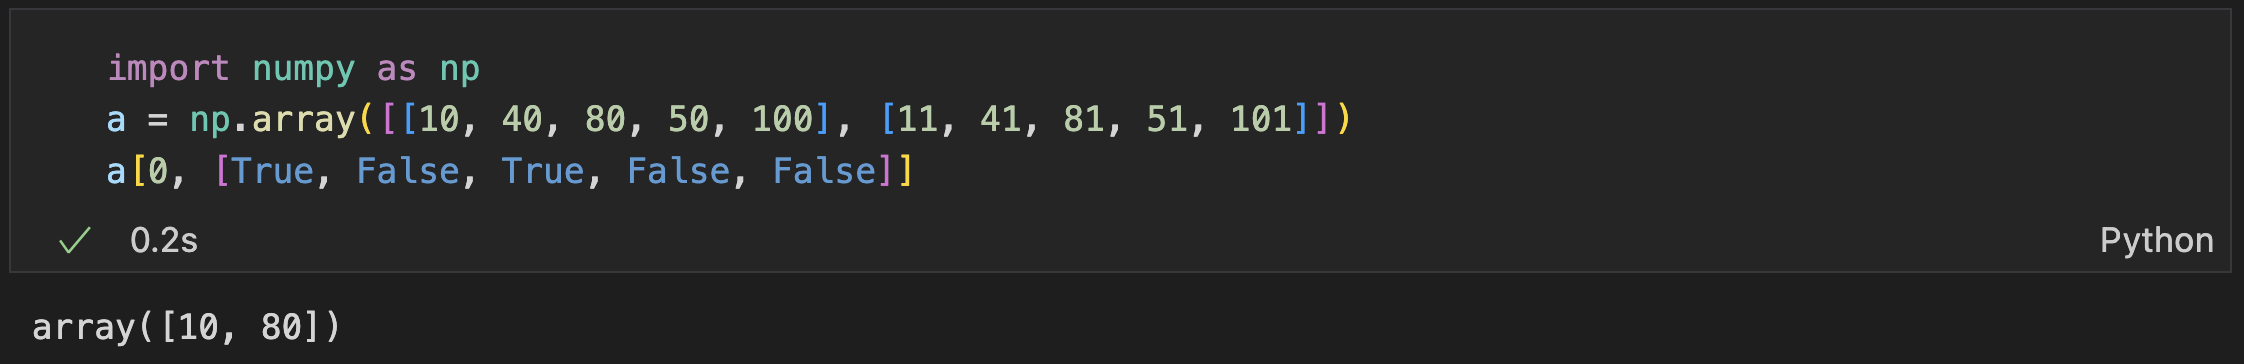 import numpy as np
a = np.array([[10, 40, 80, 50, 100], [11, 41, 81, 51, 101]])
a[0, [True, False, True, False, False]]
✓ 0.2s
Python
array([10, 80])